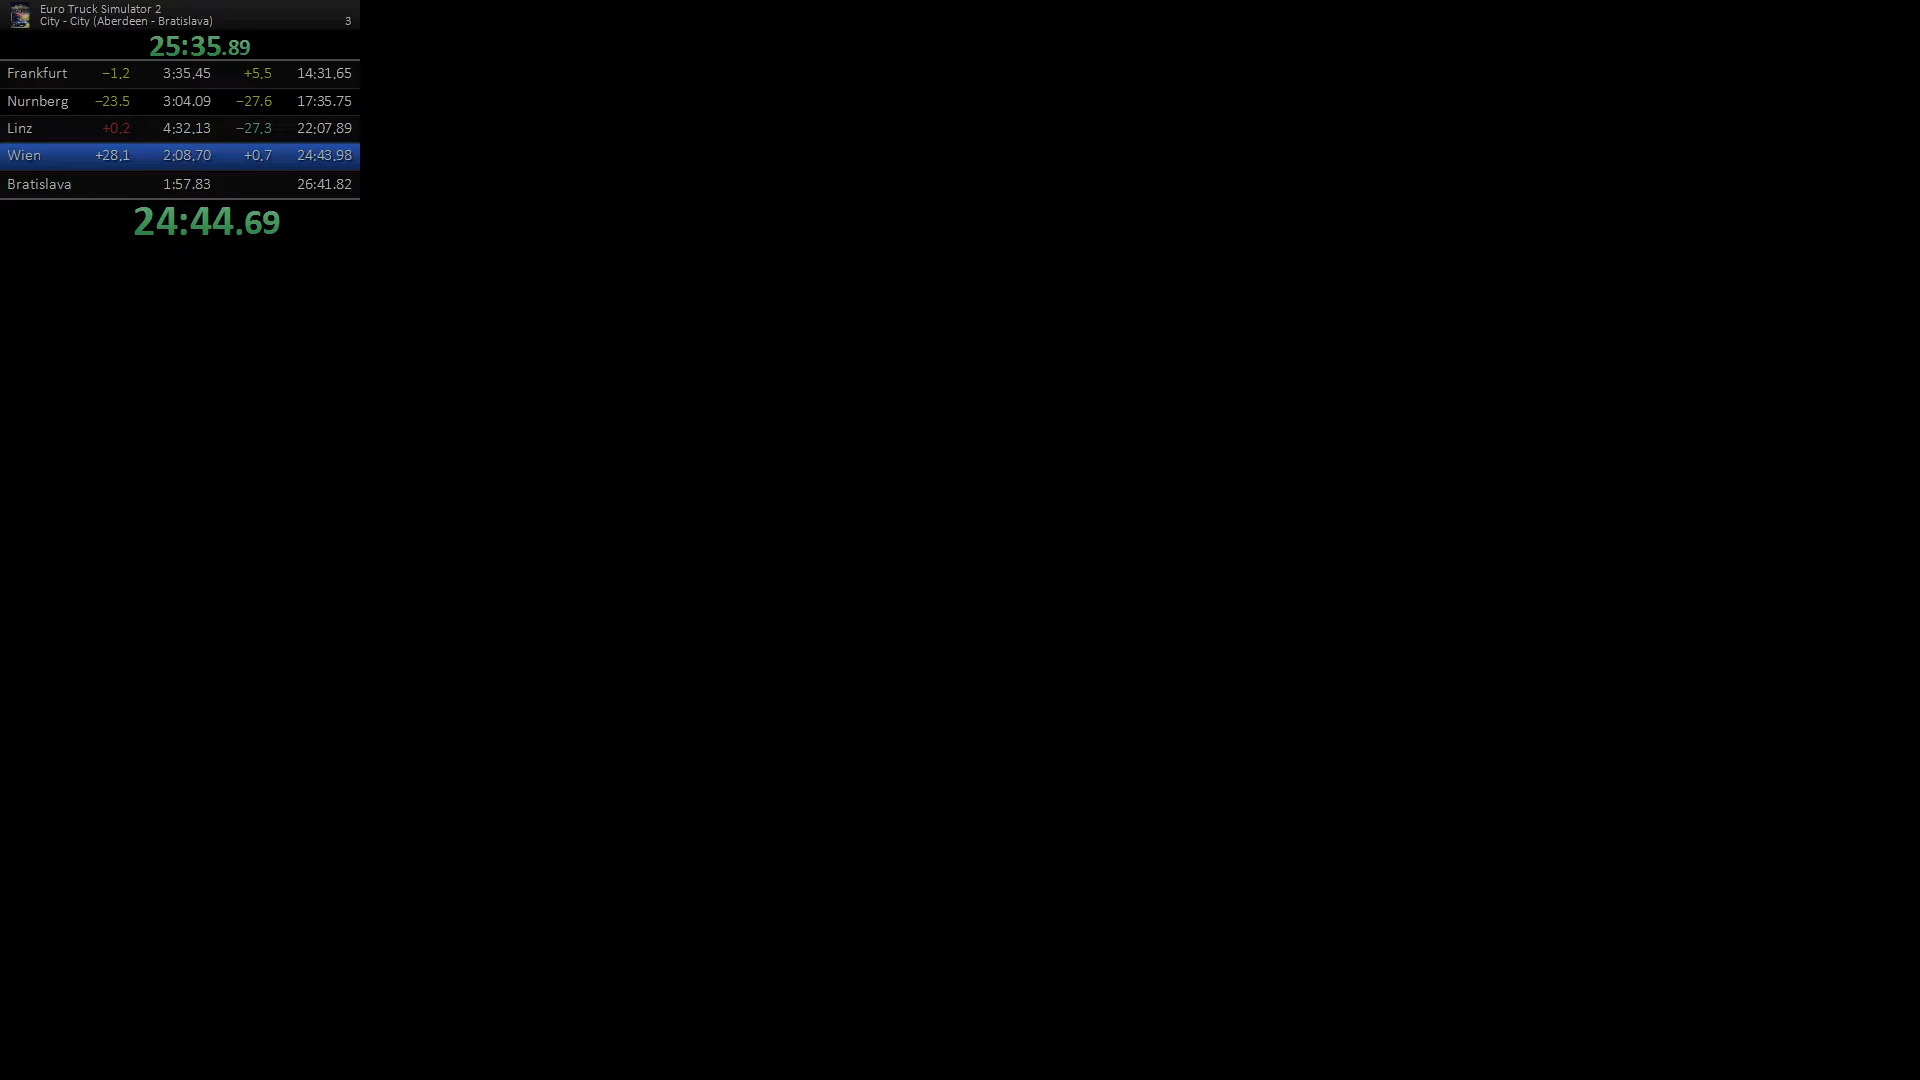 Euro Truck Simulator 2
City - City (Aberdeen - Bratislava) 3
25:35.89
Frankfurt −1.2 3:35.45 +5.5 14:31.65
Nurnberg −23.5 3:04.09 −27.6 17:35.75
Linz +0.2 4:32.13 −27.3 22:07.89
Wien +28.1 2:08.70 +0.7 24:43.98
Bratislava 1:57.83 26:41.82
24:44.69